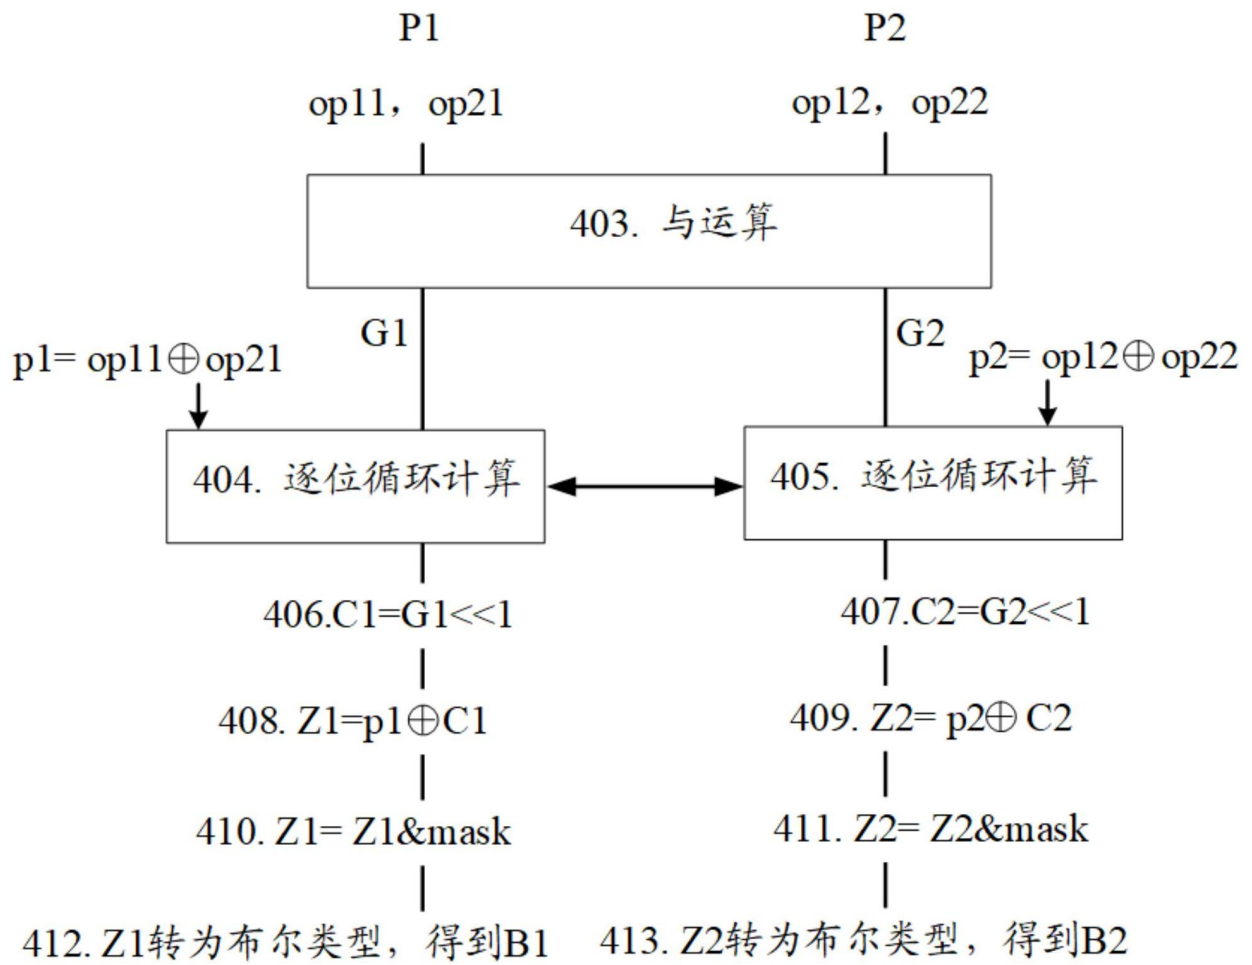 P1 P2
op11，op21 op12，op22
403. 与运算
G1 G2
p1= op11⊕op21 p2= op12⊕op22
404. 逐位循环计算 405. 逐位循环计算
406.C1=G1<<1 407.C2=G2<<1
408. Z1=p1⊕C1 409. Z2= p2⊕C2
410. Z1= Z1&mask 411. Z2= Z2&mask
412. Z1转为布尔类型，得到B1 413. Z2转为布尔类型，得到B2